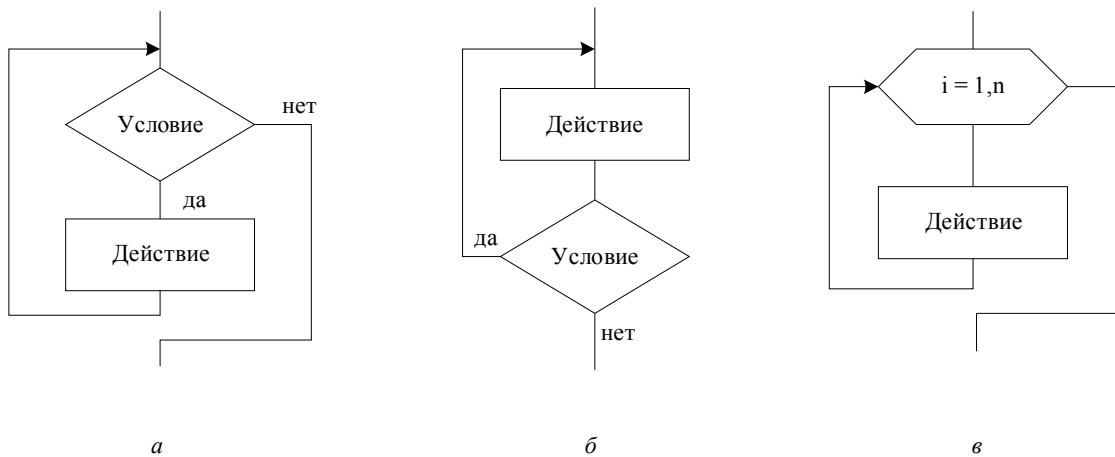 нет
Условие
да
Действие
Действие
да
Условие
нет
i = 1,n
Действие
а
б
в